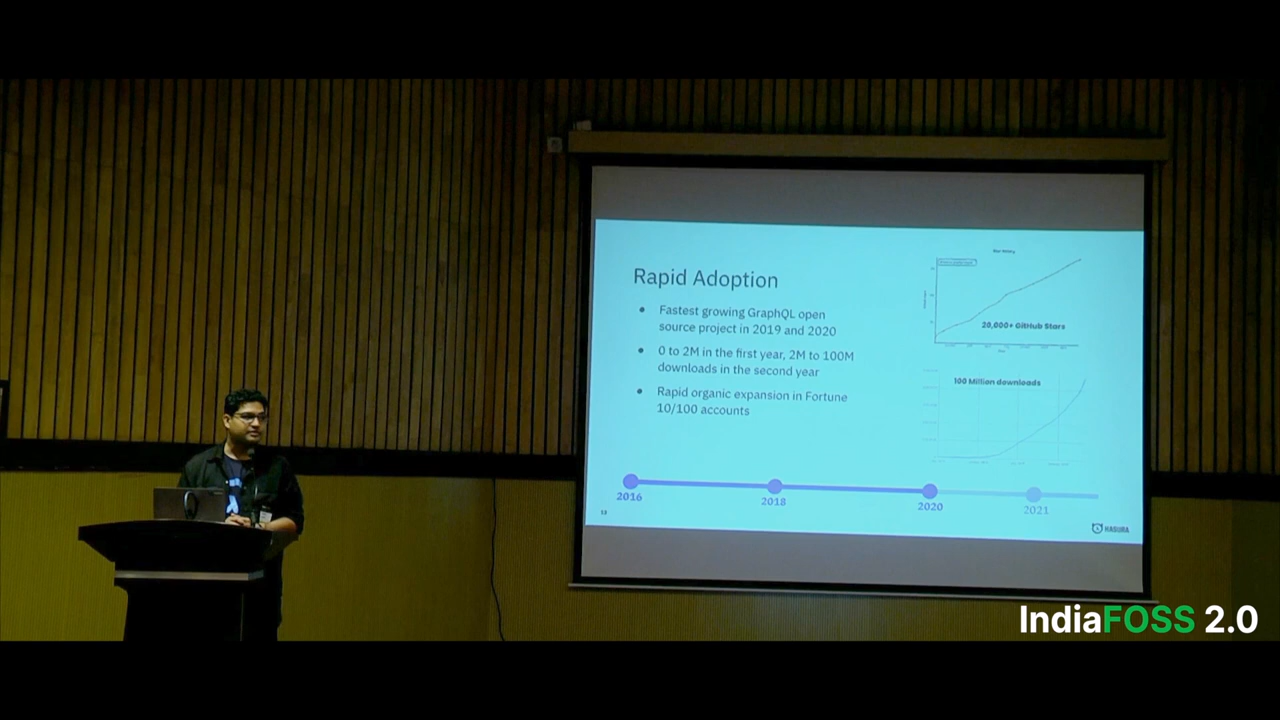 Rapid Adoption
Fastest growing GraphQL open
source project in 2019 and 2020
0 to 2M in the first year, 2M to 100M
downloads in the second year
Rapid organic expansion in Fortune
10/100 accounts
20,000+ GitHub Stars
100 Million downloads
2016
2018
2020
2021
13
HASURA
IndiaFOSS 2.0